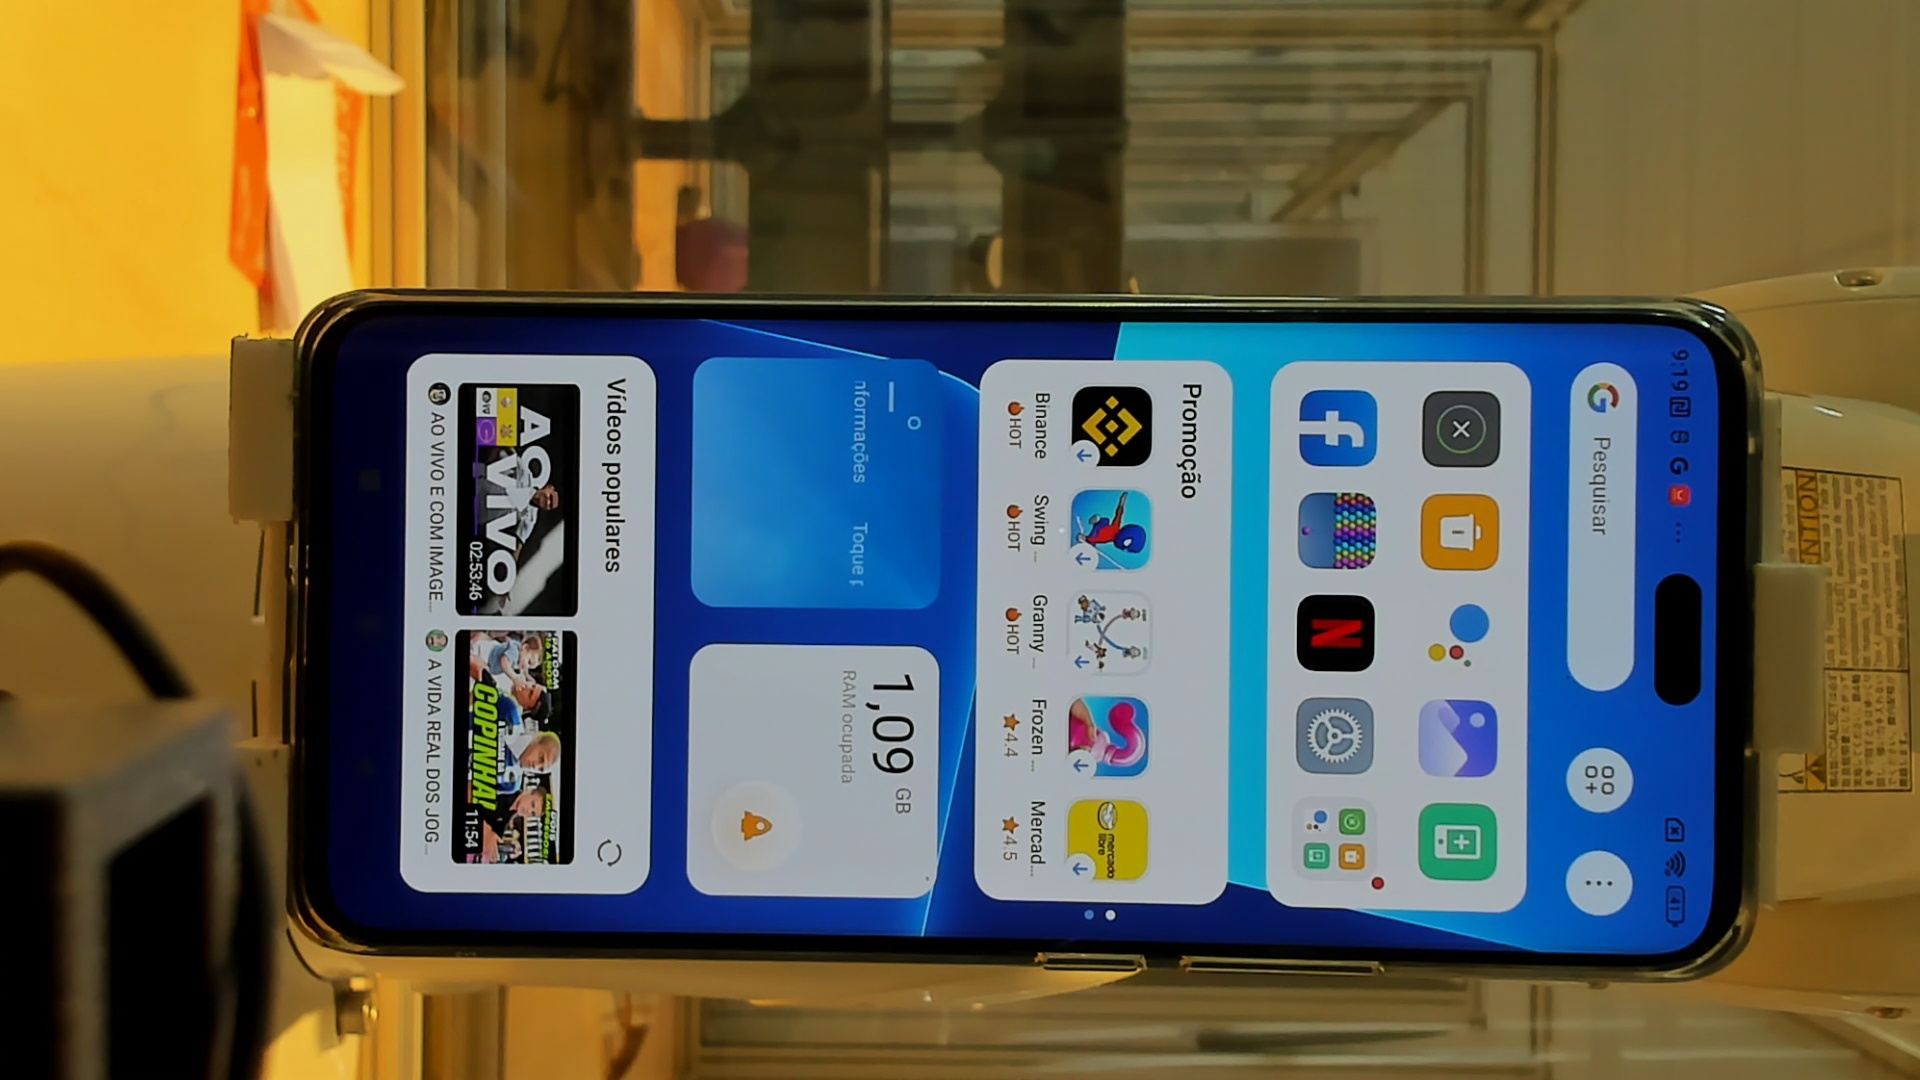 9:19
41
Pesquisar
Promoção
Binance
HOT
Swing ...
HOT
Granny ...
HOT
Frozen ...
4.4
mercado
libre
Mercad...
4.5
nformações
Toque p
1,09 GB
RAM ocupada
Vídeos populares
AO
VIVO
02:53:46
AO VIVO E COM IMAGE...
COPINHA!
11:54
A VIDA REAL DOS JOG...